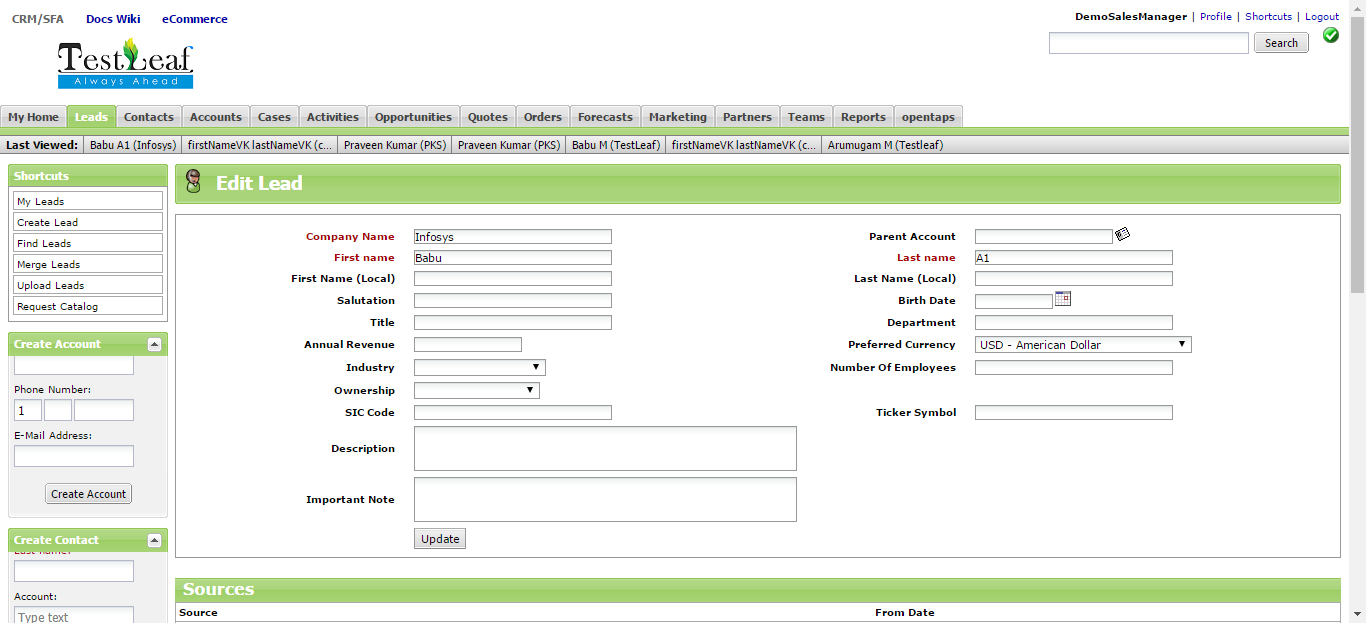 CRM/SFA Docs Wiki eCommerce
DemoSalesManager | Profile | Shortcuts | Logout
TestLeaf
Always Ahead
Search
My Home Leads Contacts Accounts Cases Activities Opportunities Quotes Orders Forecasts Marketing Partners Teams Reports opentaps
Last Viewed: Babu A1 (Infosys) firstNameVK lastNameVK (c... Praveen Kumar (PKS) Praveen Kumar (PKS) Babu M (TestLeaf) firstNameVK lastNameVK (c... Arumugam M (Testleaf)
Shortcuts
My Leads
Create Lead
Find Leads
Merge Leads
Upload Leads
Request Catalog
Create Account
Phone Number:
1
E-Mail Address:
Create Account
Create Contact
Last name:
Account:
Type text
Edit Lead
Company Name Infosys Parent Account
First name Babu Last name A1
First Name (Local) Last Name (Local)
Salutation Birth Date
Title Department
Annual Revenue Preferred Currency USD - American Dollar
Industry Number Of Employees
Ownership
SIC Code Ticker Symbol
Description
Important Note
Update
Sources
Source From Date